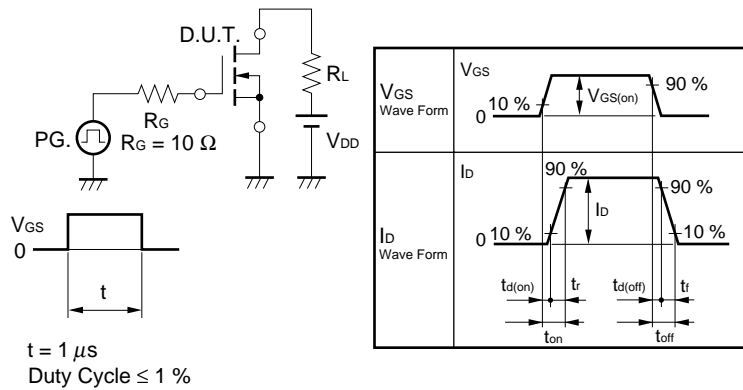 D.U.T.
RL
RG
PG.
RG = 10 Ω
VDD
VGS
0
t
t = 1 μs
Duty Cycle ≤ 1 %
VGS
Wave Form
VGS
0
10 %
VGS(on)
90 %
ID
Wave Form
ID
90 %
90 %
0
10 %
ID
10 %
td(on)
tr
td(off)
tf
ton
toff